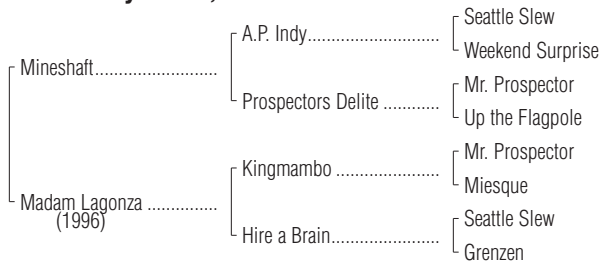 Seattle Slew
A.P. Indy
Weekend Surprise
Mineshaft
Mr. Prospector
Prospectors Delite
Up the Flagpole
Mr. Prospector
Kingmambo
Miesque
Madam Lagonza
(1996)
Seattle Slew
Hire a Brain
Grenzen